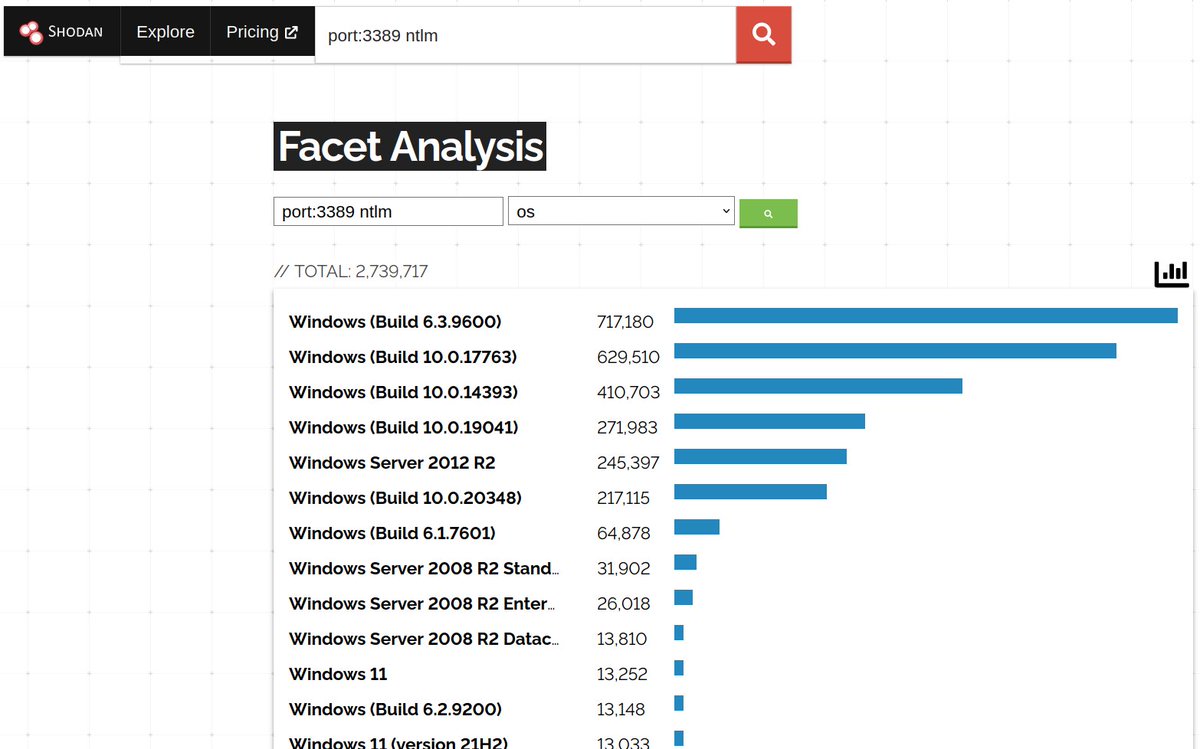 SHODAN Explore Pricing port:3389 ntlm
Facet Analysis
port:3389 ntlm os
// TOTAL: 2,739,717
Windows (Build 6.3.9600) 717,180
Windows (Build 10.0.17763) 629,510
Windows (Build 10.0.14393) 410,703
Windows (Build 10.0.19041) 271,983
Windows Server 2012 R2 245,397
Windows (Build 10.0.20348) 217,115
Windows (Build 6.1.7601) 64,878
Windows Server 2008 R2 Stand... 31,902
Windows Server 2008 R2 Enter... 26,018
Windows Server 2008 R2 Datac... 13,810
Windows 11 13,252
Windows (Build 6.2.9200) 13,148
Windows 11 (version 21H2) 13,033